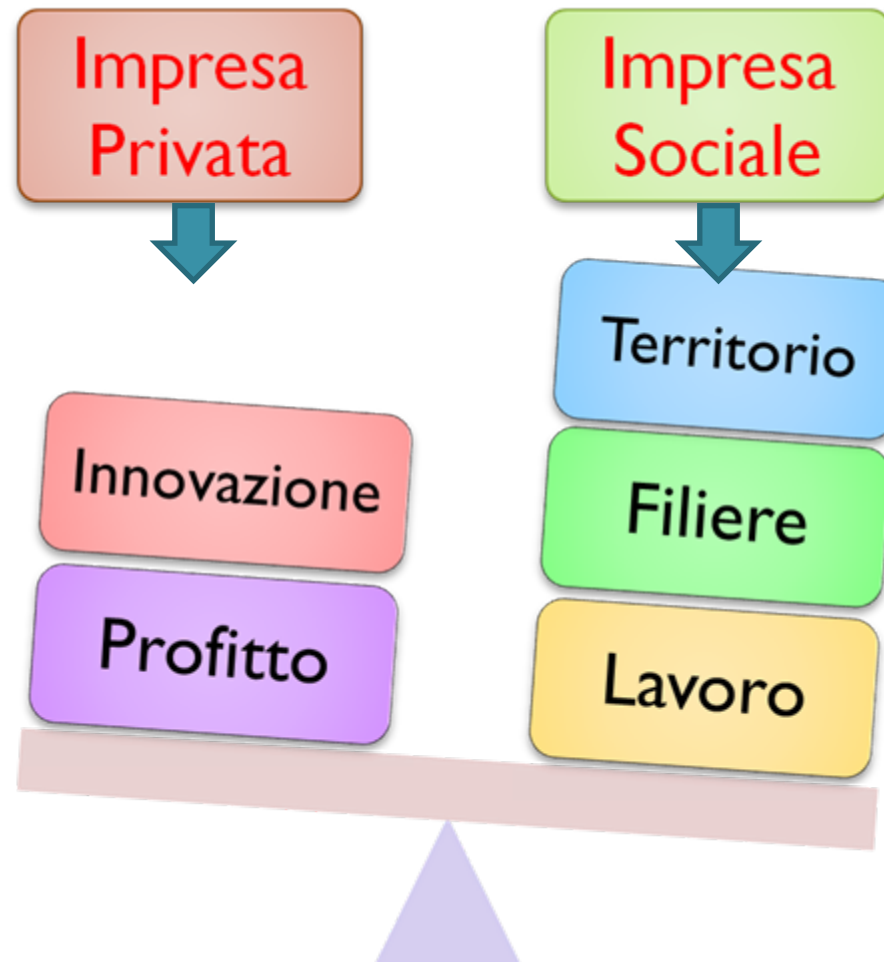 Impresa
Privata
Impresa
Sociale
Territorio
Innovazione
Filiere
Profitto
Lavoro